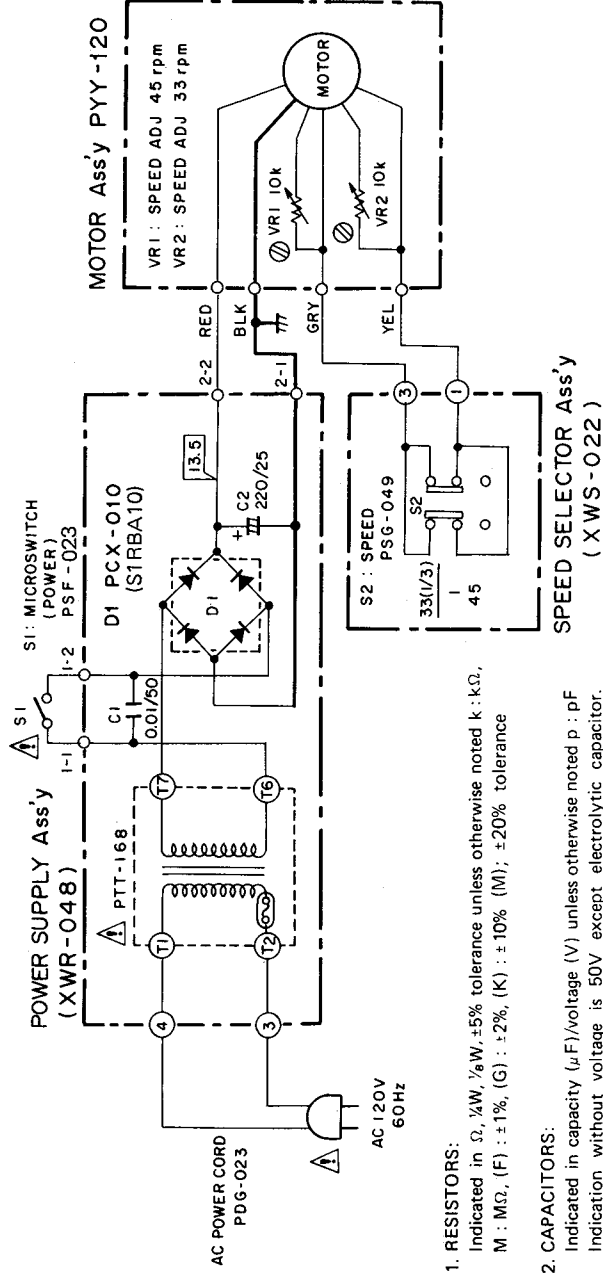 POWER SUPPLY Ass'y
(XWR-048)
S1: MICROSWITCH
(POWER)
PSF-023
MOTOR Ass'y PYY-120
VR1 : SPEED ADJ 45rpm
VR2 : SPEED ADJ 33rpm
PTT-168
S1
1-1
1-2
C1
0.01/50
D1 PCX-010
(S1RBA10)
D1
13.5
+
C2
220/25
2-2
2-1
RED
BLK
GRY
YEL
VR1 10k
VR2 10k
MOTOR
T1
T2
T7
T6
4
3
AC POWER CORD
PDG-023
AC 120V
60Hz
S2 : SPEED
PSG-049
S2
33(1/3)
1
45
3
1
SPEED SELECTOR Ass'y
(XWS-022)
1. RESISTORS:
Indicated in Ω, ¼W, ⅛W, ±5% tolerance unless otherwise noted k : kΩ,
M : MΩ, (F) : ±1%, (G) : ±2%, (K) : ±10% (M); ±20% tolerance
2. CAPACITORS:
Indicated in capacity (μF)/voltage (V) unless otherwise noted p : pF
Indication without voltage is 50V except electrolytic capacitor.